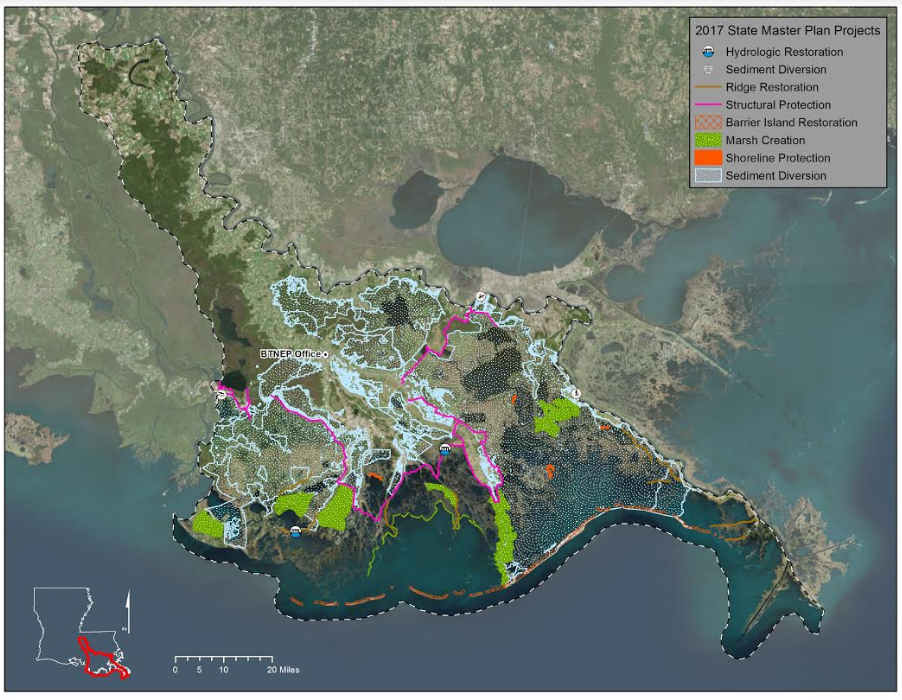 2017 State Master Plan Projects
Hydrologic Restoration
Sediment Diversion
Ridge Restoration
Structural Protection
Barrier Island Restoration
Marsh Creation
Shoreline Protection
Sediment Diversion
BTNEP Office
0 5 10 20 Miles